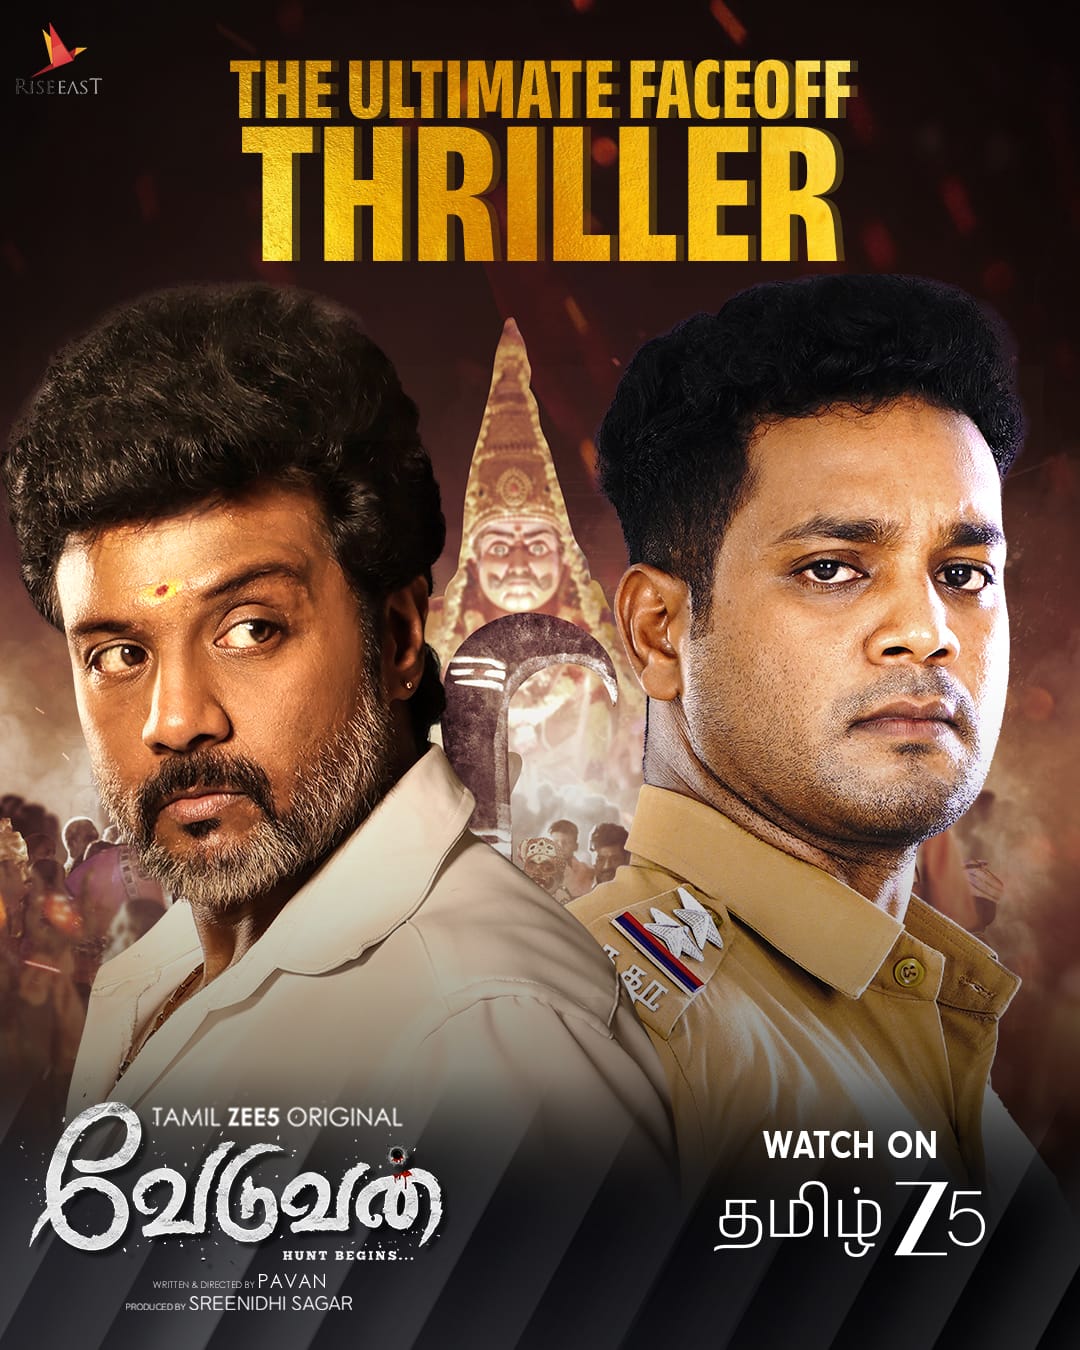 RISEEAST
THE ULTIMATE FACEOFF
THRILLER
TAMIL ZEE5 ORIGINAL
வேடுவன்
HUNT BEGINS...
WRITTEN & DIRECTED BY PAVAN
PRODUCED BY SREENIDHI SAGAR
WATCH ON
தமிழ் Z5